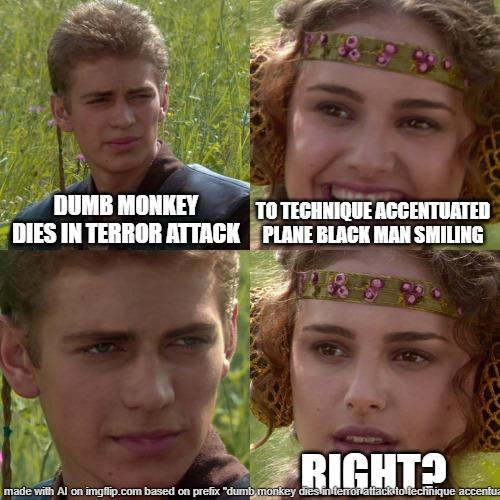 DUMB MONKEY
DIES IN TERROR ATTACK
TO TECHNIQUE ACCENTUATED
PLANE BLACK MAN SMILING
RIGHT?
made with AI on imgflip.com based on prefix "dumb monkey dies in terror attack to technique accentu